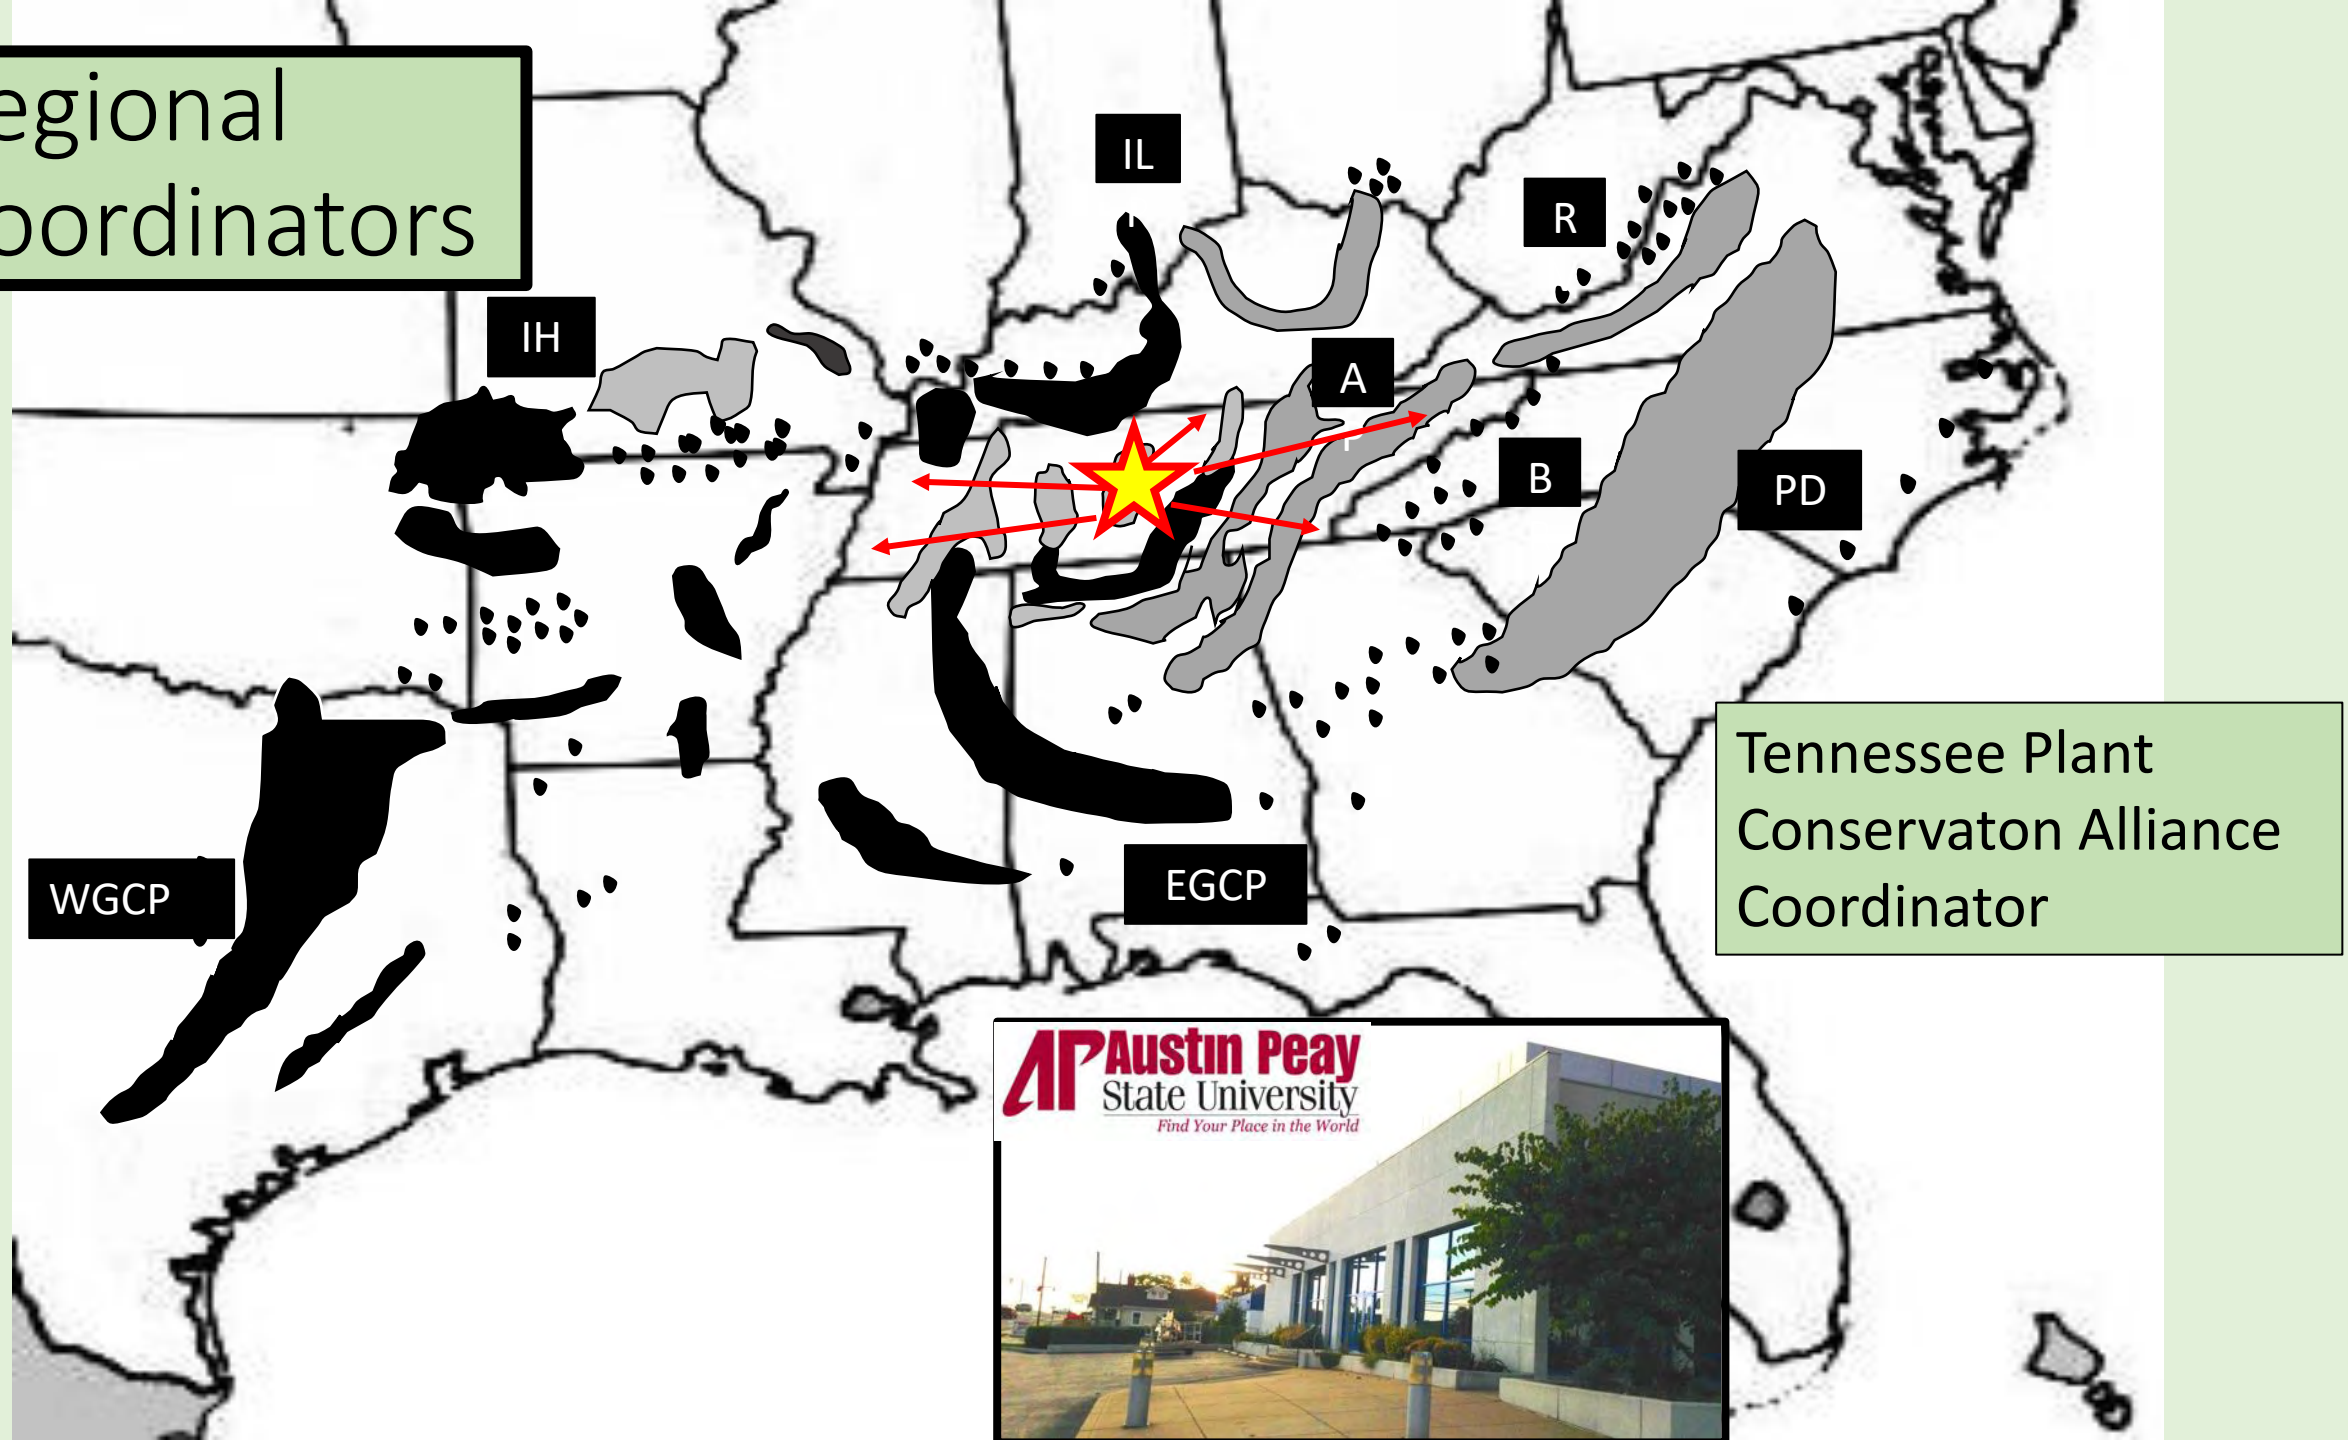 egional
oordinators
IL
R
IH
A
P
B
PD
WGCP
EGCP
Tennessee Plant
Conservaton Alliance
Coordinator
AP Austin Peay
State University
Find Your Place in the World